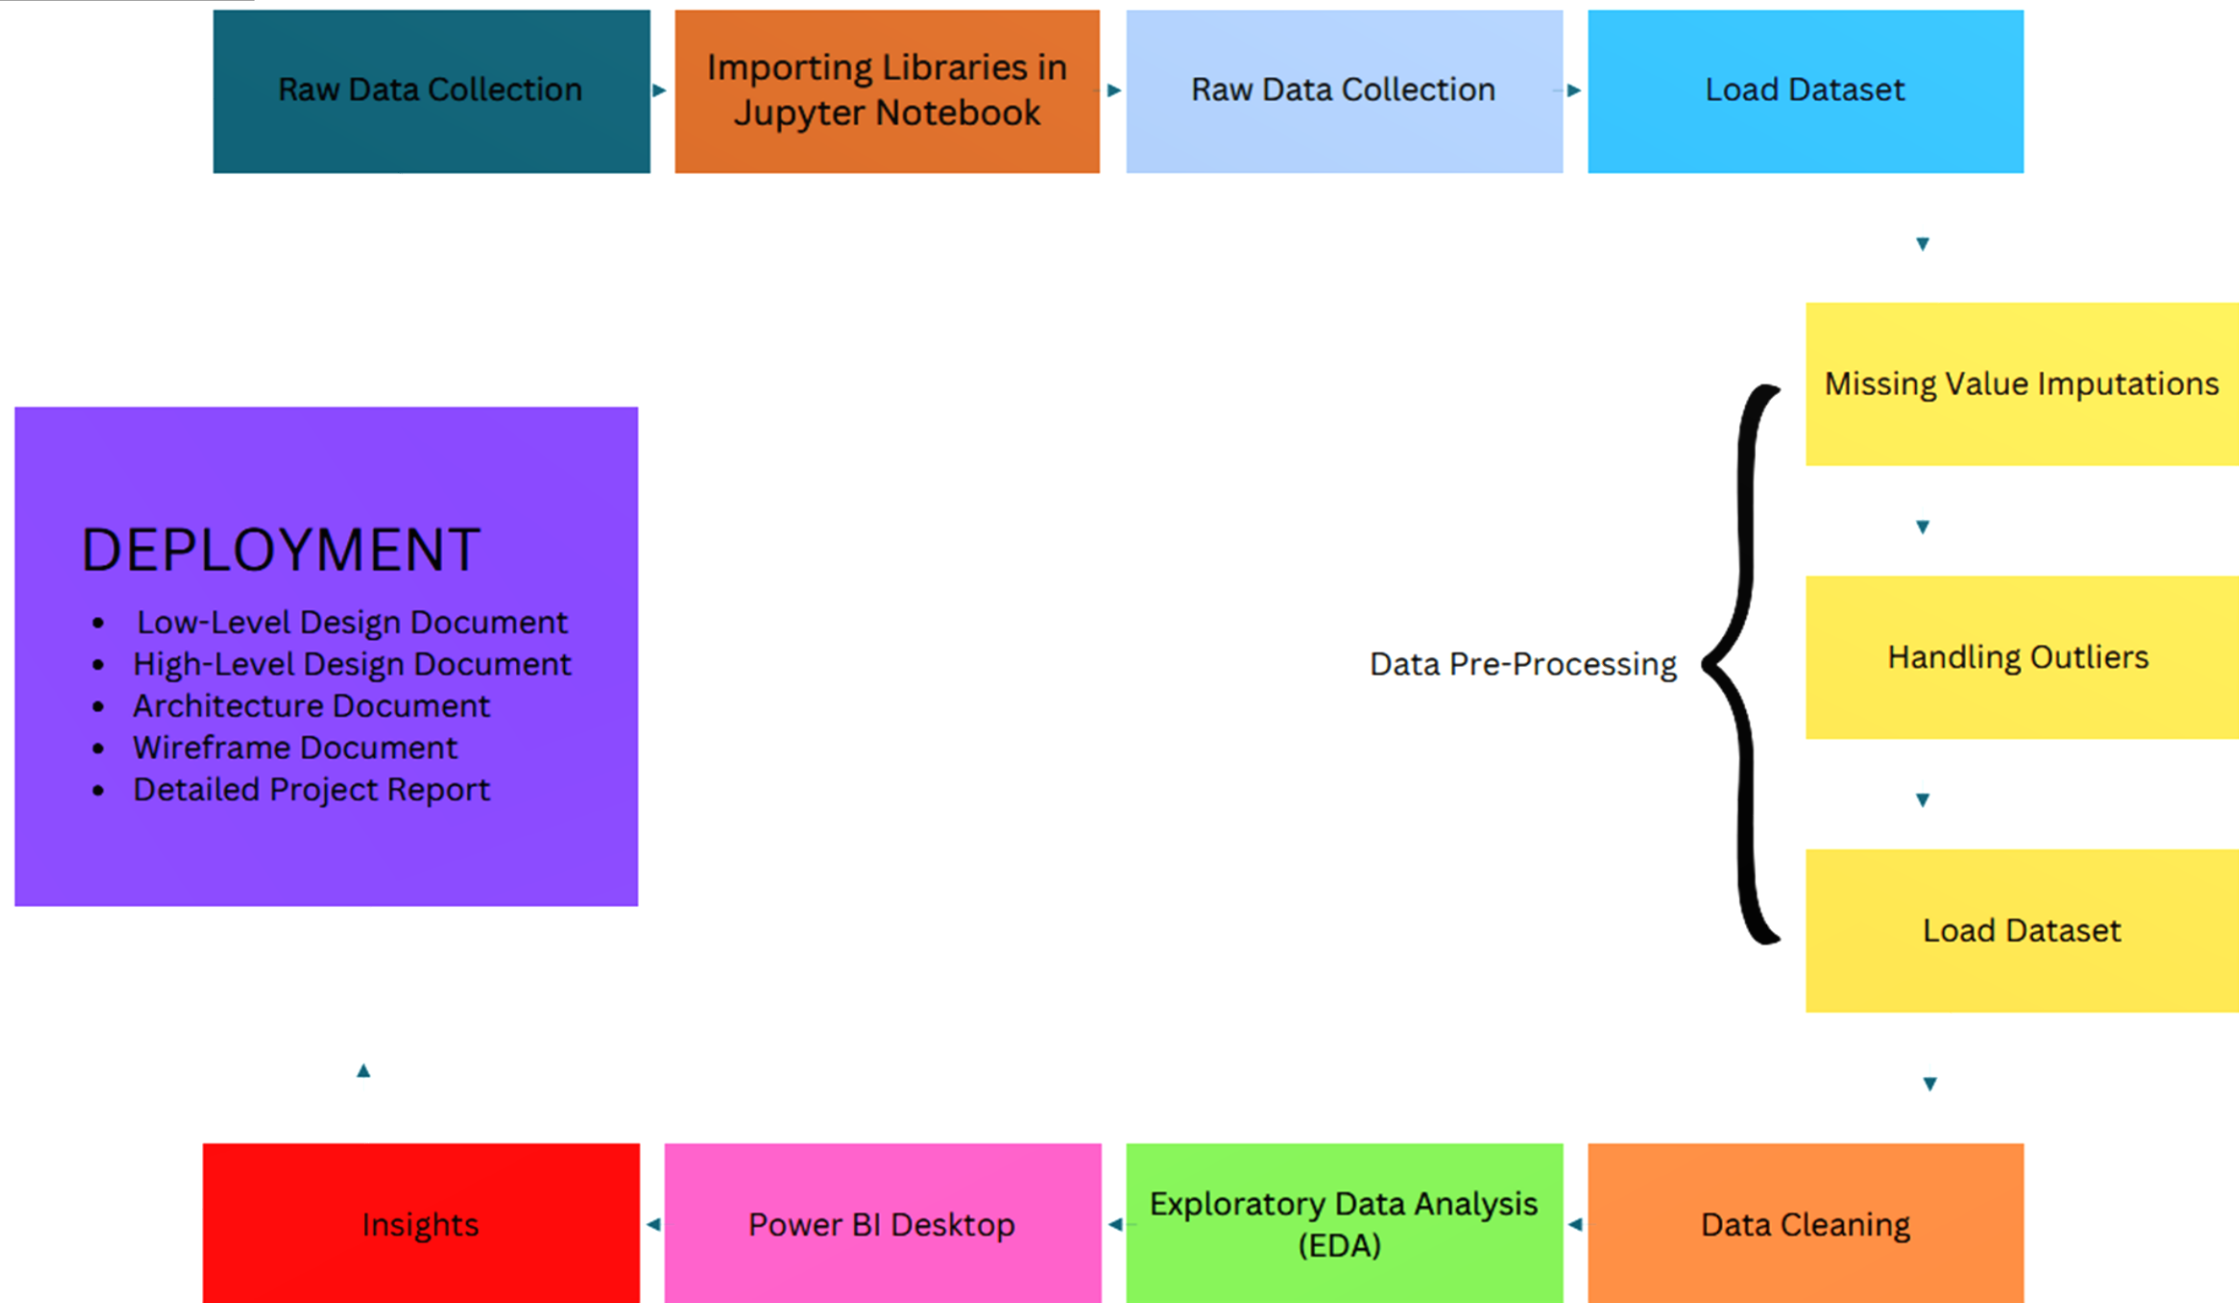 Raw Data Collection
Importing Libraries in
Jupyter Notebook
Raw Data Collection
Load Dataset
Missing Value Imputations
Data Pre-Processing
Handling Outliers
Load Dataset
DEPLOYMENT
• Low-Level Design Document
• High-Level Design Document
• Architecture Document
• Wireframe Document
• Detailed Project Report
Data Cleaning
Exploratory Data Analysis
(EDA)
Power BI Desktop
Insights